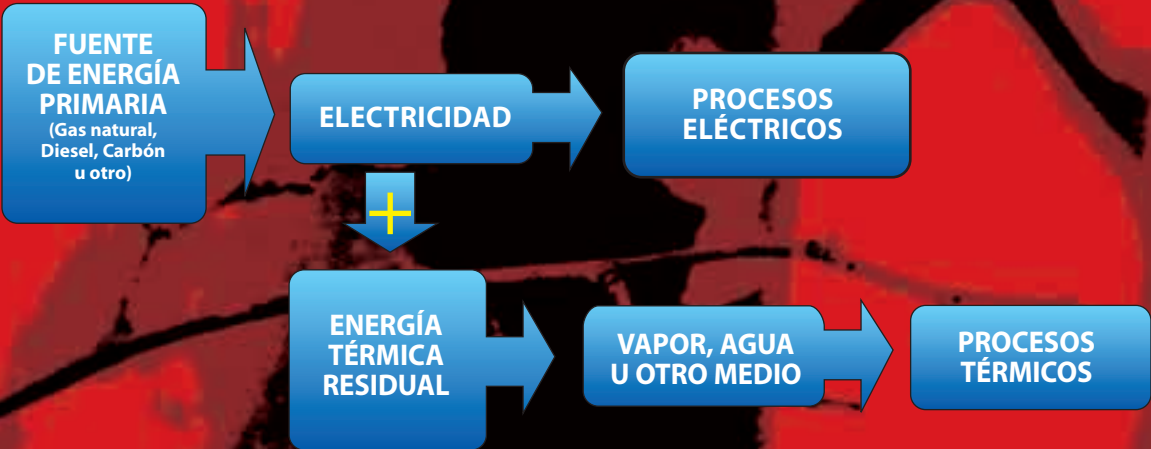 FUENTE
DE ENERGÍA
PRIMARIA
(Gas natural,
Diesel, Carbón
u otro)
ELECTRICIDAD
PROCESOS
ELÉCTRICOS
+
ENERGÍA
TÉRMICA
RESIDUAL
VAPOR, AGUA
U OTRO MEDIO
PROCESOS
TÉRMICOS